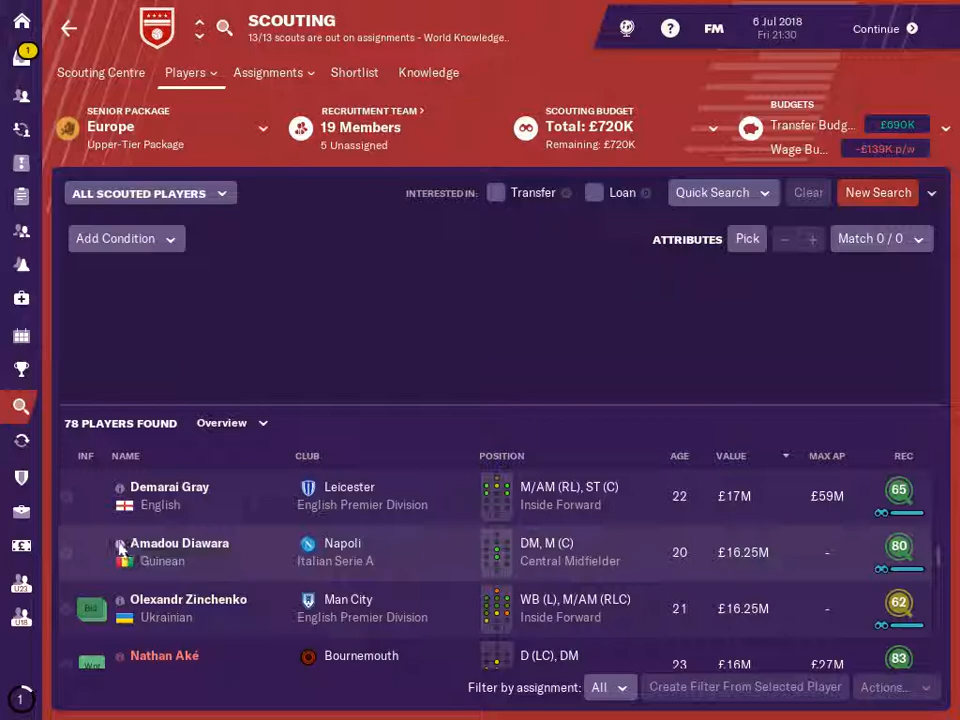 SCOUTING
13/13 scouts are out on assignments - World Knowledge..
6 Jul 2018
Fri 21:30
?
FM
Continue
1
Scouting Centre
Players
Assignments
Shortlist
Knowledge
SENIOR PACKAGE
Europe
Upper-Tier Package
RECRUITMENT TEAM >
19 Members
5 Unassigned
SCOUTING BUDGET
Total: £720K
Remaining: £720K
BUDGETS
Transfer Budg... £690K
Wage Bu... -£139K p/w
ALL SCOUTED PLAYERS
INTERESTED IN: Transfer Loan Quick Search Clear New Search
Add Condition
ATTRIBUTES Pick - + Match 0 / 0
78 PLAYERS FOUND Overview
INF NAME CLUB POSITION AGE VALUE MAX AP REC
Demarai Gray Leicester M/AM (RL), ST (C) 22 £17M £59M 65
English English Premier Division Inside Forward
Amadou Diawara Napoli DM, M (C) 20 £16.25M - 80
Guinean Italian Serie A Central Midfielder
Bid Olexandr Zinchenko Man City WB (L), M/AM (RLC) 21 £16.25M - 62
Ukrainian English Premier Division Inside Forward
Wnt Nathan Aké Bournemouth D (LC), DM 23 £16M £27M 83
Filter by assignment: All Create Filter From Selected Player Actions...
U23
U18
1